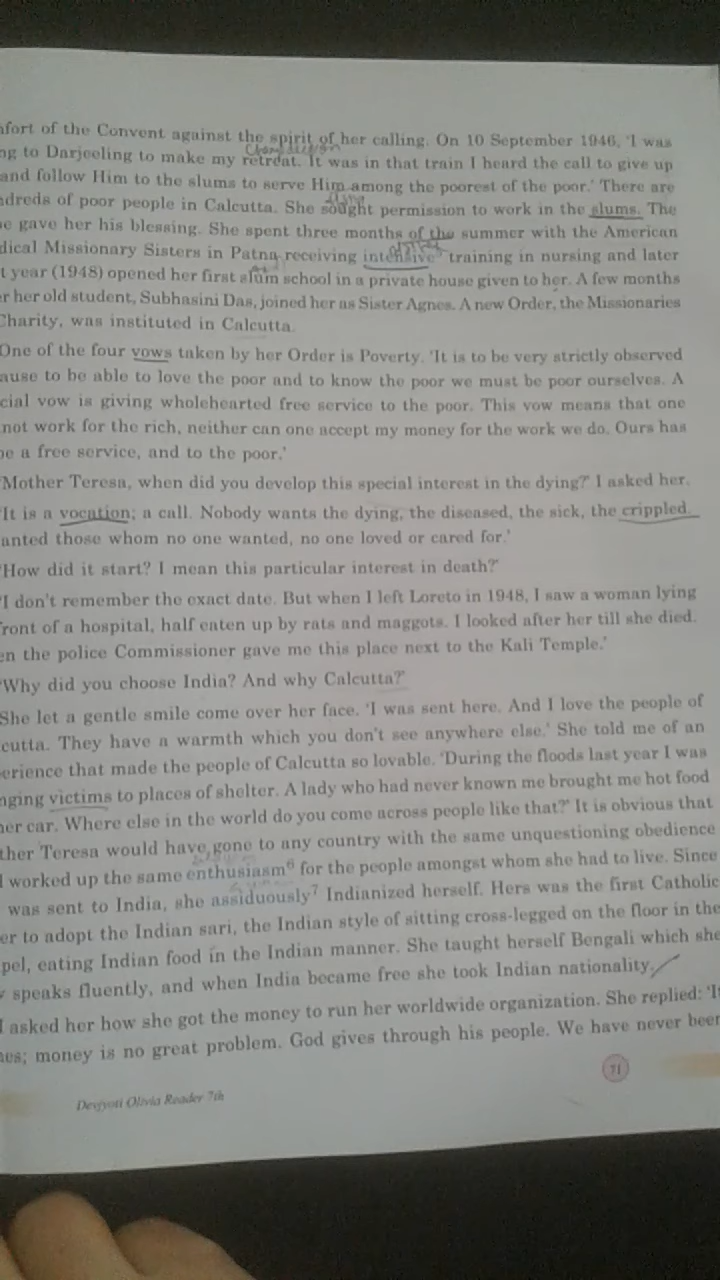 nfort of the Convent against the spirit of her calling. On 10 September 1946, 'I was
ng to Darjeeling to make my retreat. It was in that train I heard the call to give up
and follow Him to the slums to serve Him among the poorest of the poor.' There are
ndreds of poor people in Calcutta. She sought permission to work in the slums. The
e gave her his blessing. She spent three months of the summer with the American
dical Missionary Sisters in Patna receiving intensive⁵ training in nursing and later
t year (1948) opened her first slum school in a private house given to her. A few months
er her old student, Subhasini Das, joined her as Sister Agnes. A new Order, the Missionaries
Charity, was instituted in Calcutta.
One of the four vows taken by her Order is Poverty. 'It is to be very strictly observed
ause to be able to love the poor and to know the poor we must be poor ourselves. A
cial vow is giving wholehearted free service to the poor. This vow means that one
not work for the rich, neither can one accept my money for the work we do. Ours has
be a free service, and to the poor.'
'Mother Teresa, when did you develop this special interest in the dying?' I asked her.
'It is a vocation; a call. Nobody wants the dying, the diseased, the sick, the crippled.
anted those whom no one wanted, no one loved or cared for.'
'How did it start? I mean this particular interest in death?'
'I don't remember the exact date. But when I left Loreto in 1948, I saw a woman lying
front of a hospital, half eaten up by rats and maggots. I looked after her till she died.
en the police Commissioner gave me this place next to the Kali Temple.'
'Why did you choose India? And why Calcutta?'
She let a gentle smile come over her face. 'I was sent here. And I love the people of
cutta. They have a warmth which you don't see anywhere else.' She told me of an
erience that made the people of Calcutta so lovable. 'During the floods last year I was
nging victims to places of shelter. A lady who had never known me brought me hot food
her car. Where else in the world do you come across people like that?' It is obvious that
ther Teresa would have gone to any country with the same unquestioning obedience
d worked up the same enthusiasm⁶ for the people amongst whom she had to live. Since
was sent to India, she assiduously⁷ Indianized herself. Hers was the first Catholic
er to adopt the Indian sari, the Indian style of sitting cross-legged on the floor in the
pel, eating Indian food in the Indian manner. She taught herself Bengali which she
y speaks fluently, and when India became free she took Indian nationality.
I asked her how she got the money to run her worldwide organization. She replied: 'It
nes; money is no great problem. God gives through his people. We have never been
71
Devjyoti Olivia Reader 7th